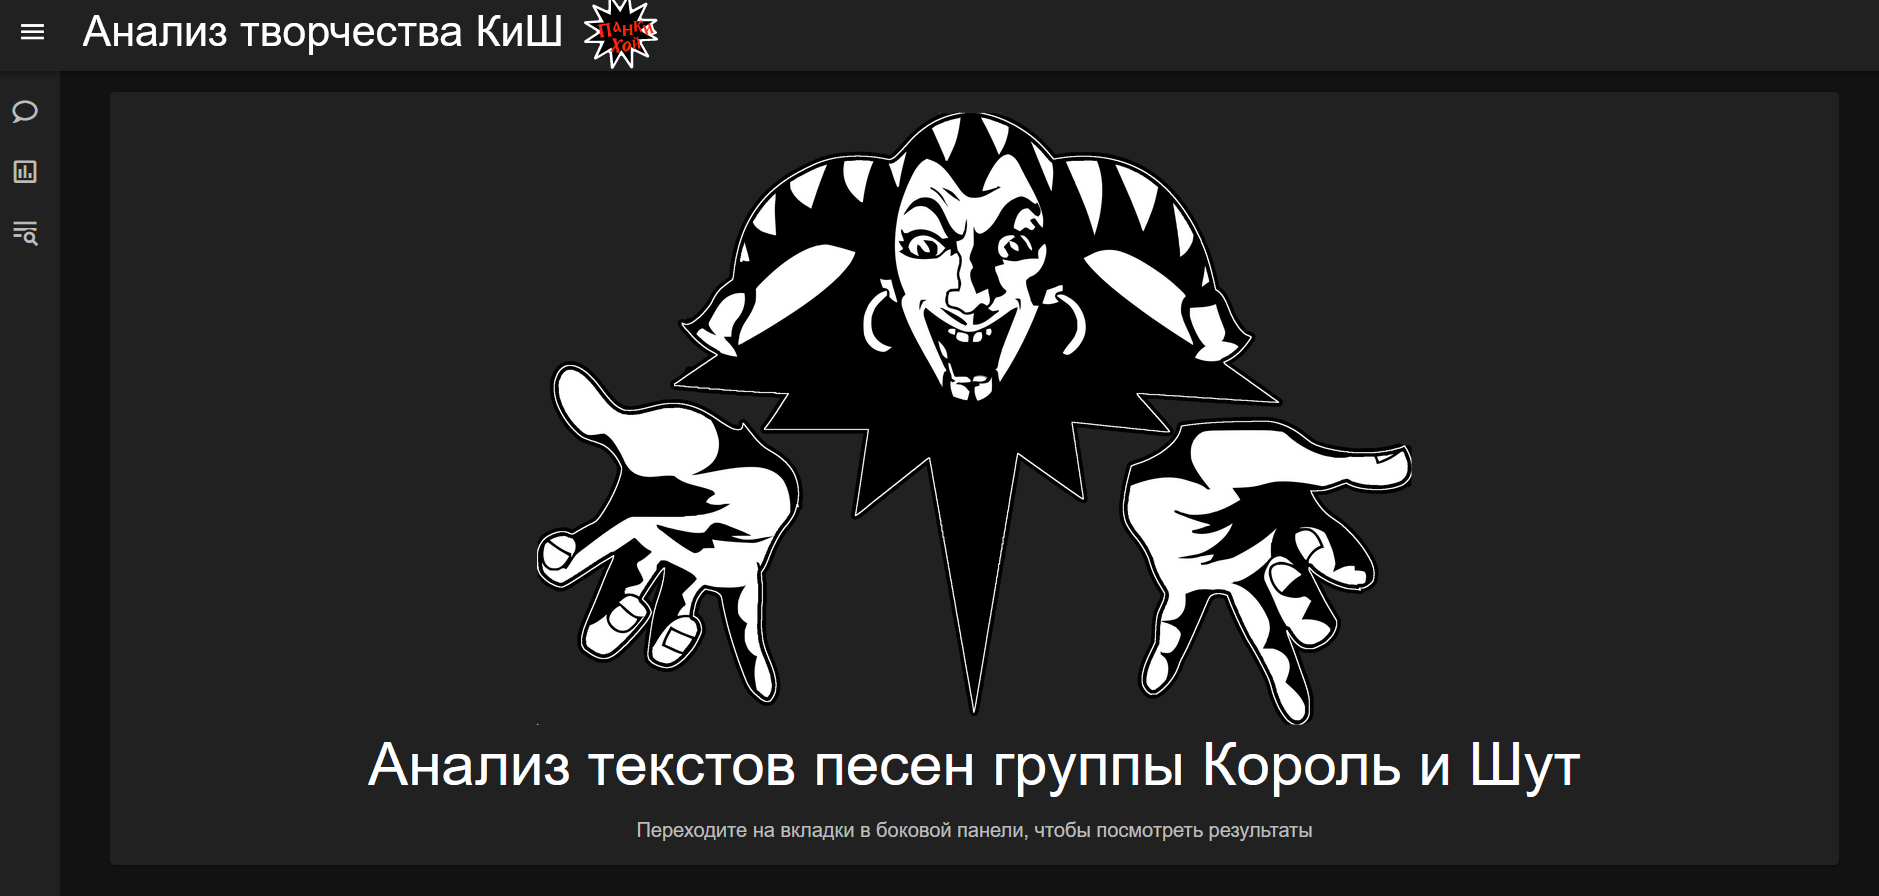 Анализ творчества КиШ
ПАНКИ
ХОЙ
Анализ текстов песен группы Король и Шут
Переходите на вкладки в боковой панели, чтобы посмотреть результаты